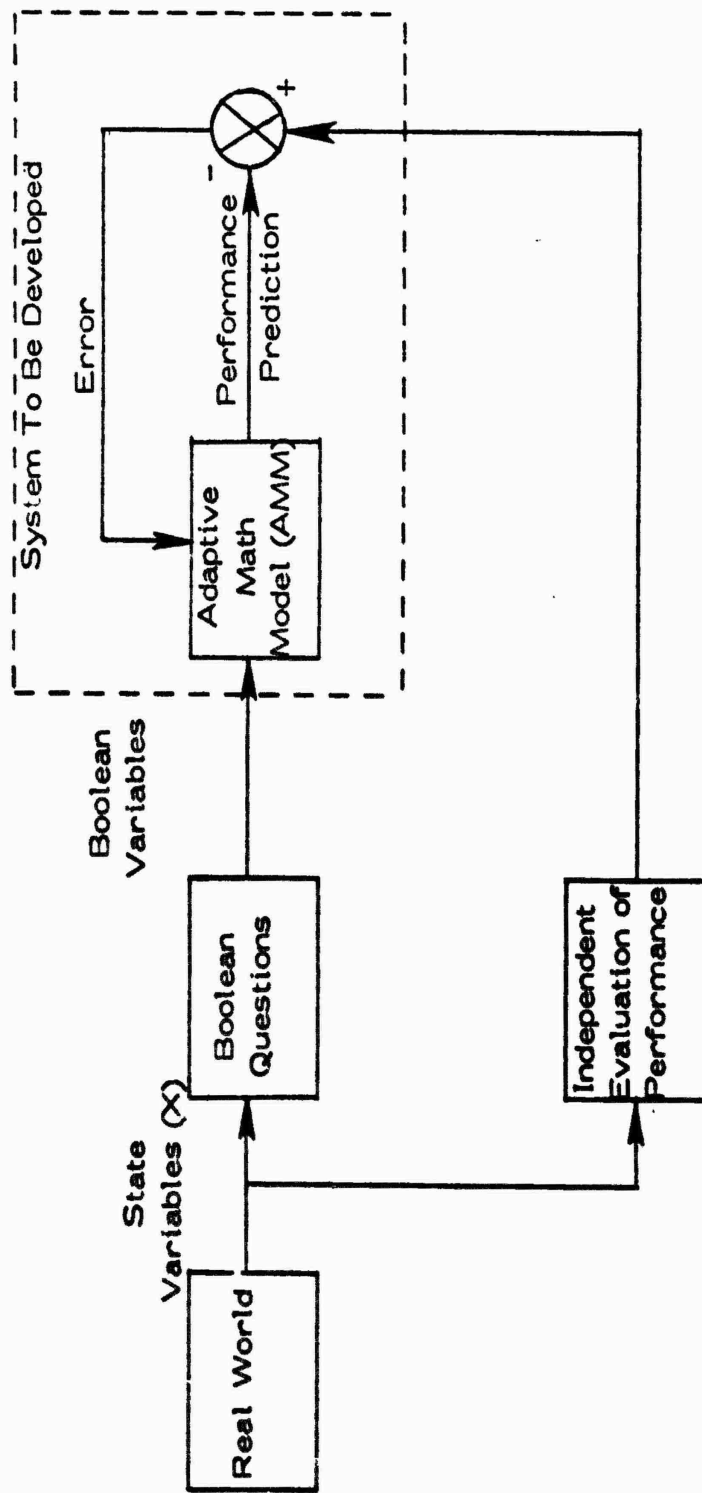 System To Be Developed
Error
Performance
Prediction
-
+
Adaptive
Math
Model (AMM)
Boolean
Variables
Boolean
Questions
State
Variables (X)
Real World
Independent
Evaluation of
Performance